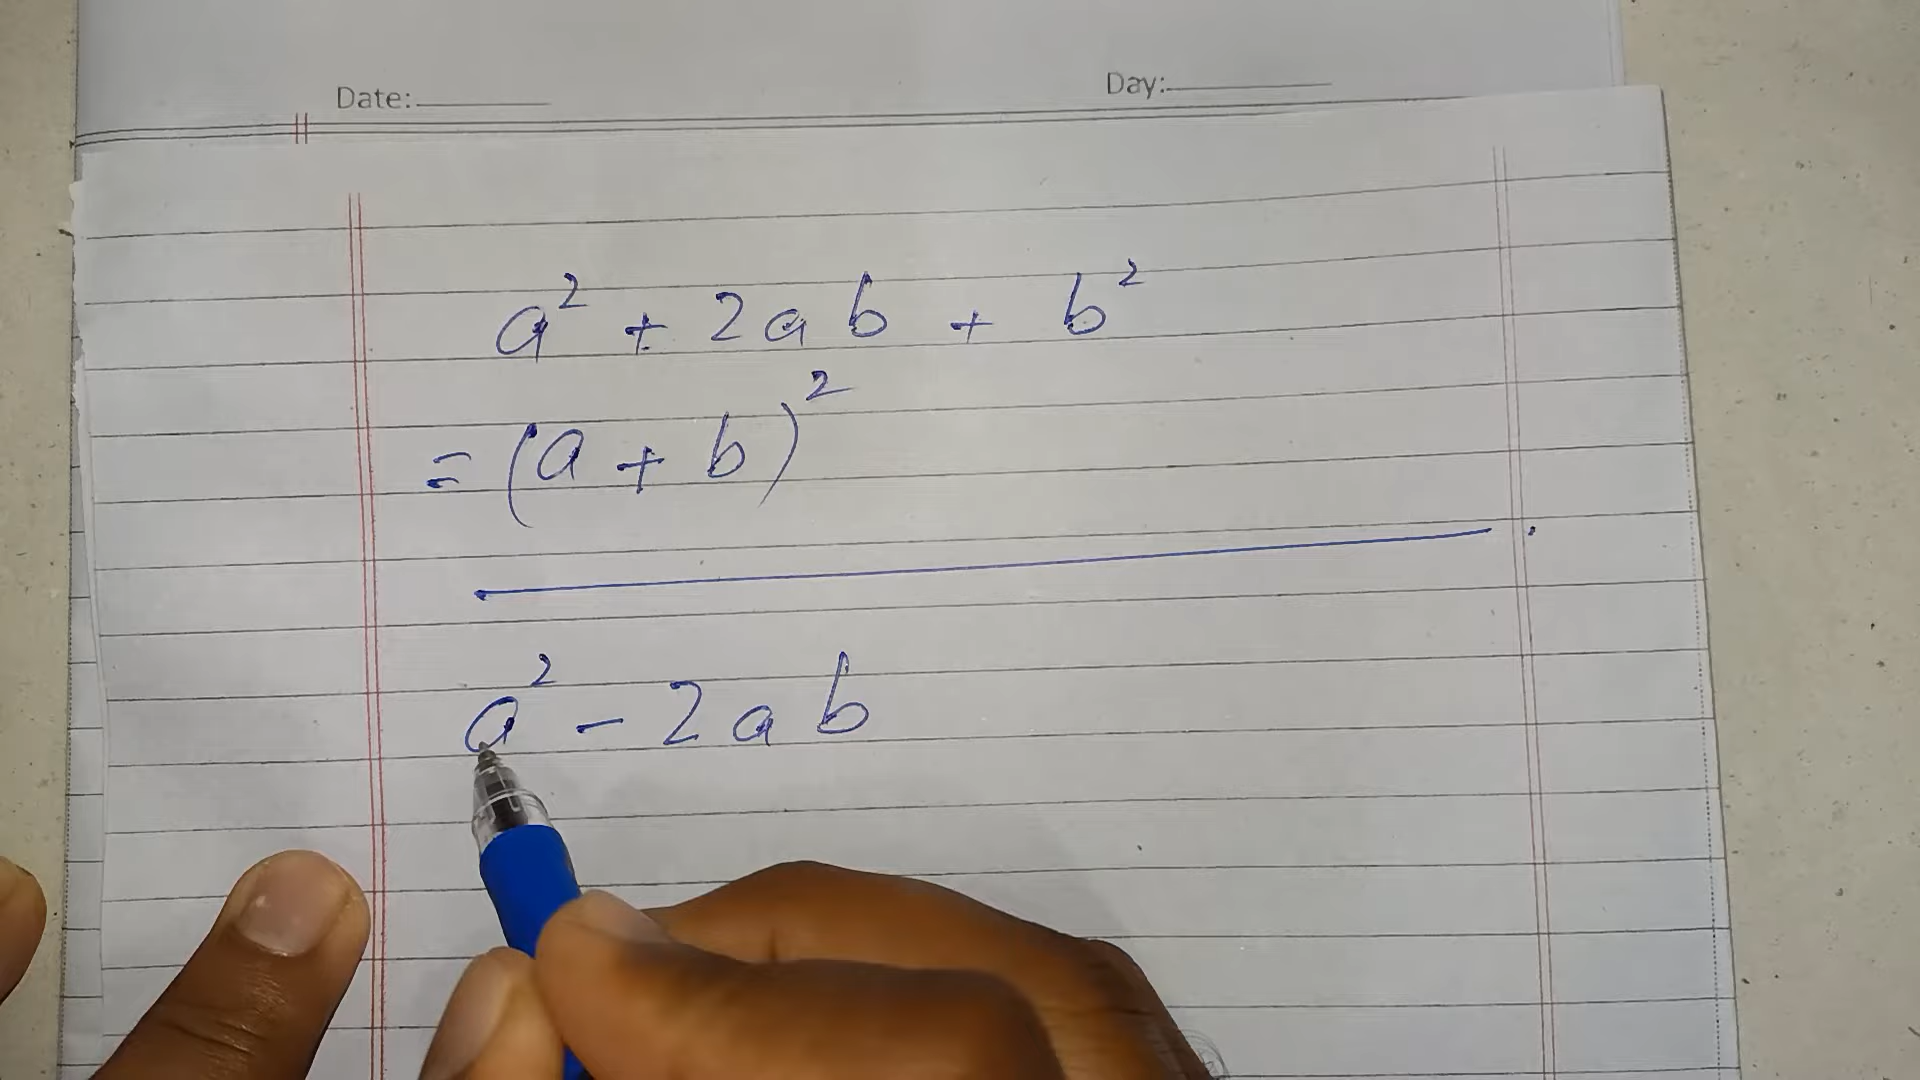 Date: Day:
a² + 2ab + b²
= (a + b)²
a² - 2ab